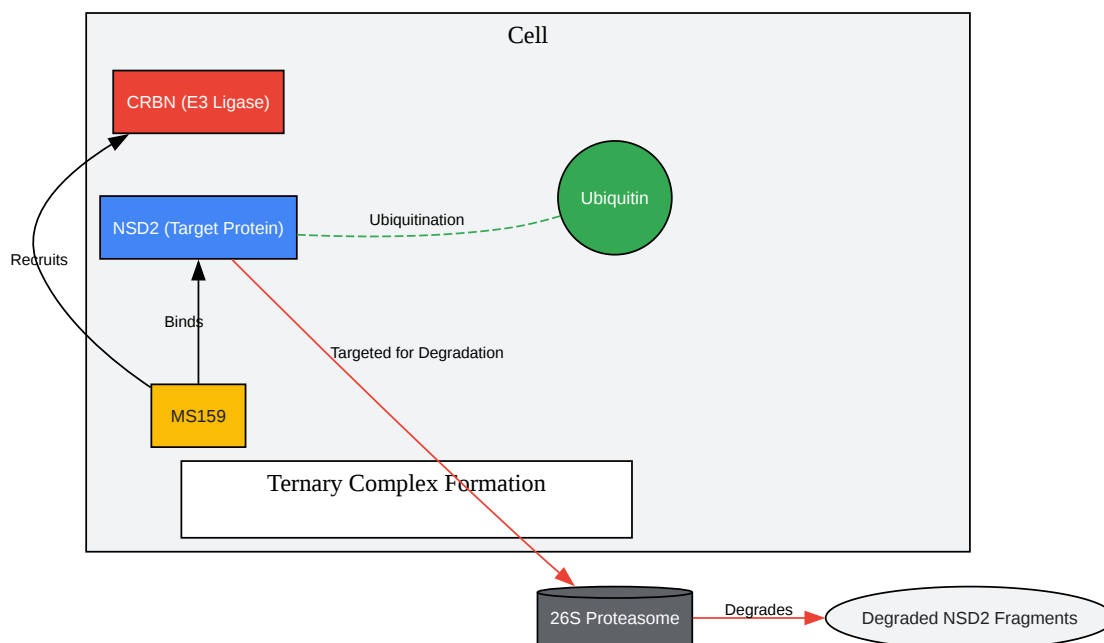 Cell
CRBN (E3 Ligase)
Ubiquitin
Ubiquitination
NSD2 (Target Protein)
Recruits
Binds
Targeted for Degradation
MS159
Ternary Complex Formation
26S Proteasome
Degrades
Degraded NSD2 Fragments